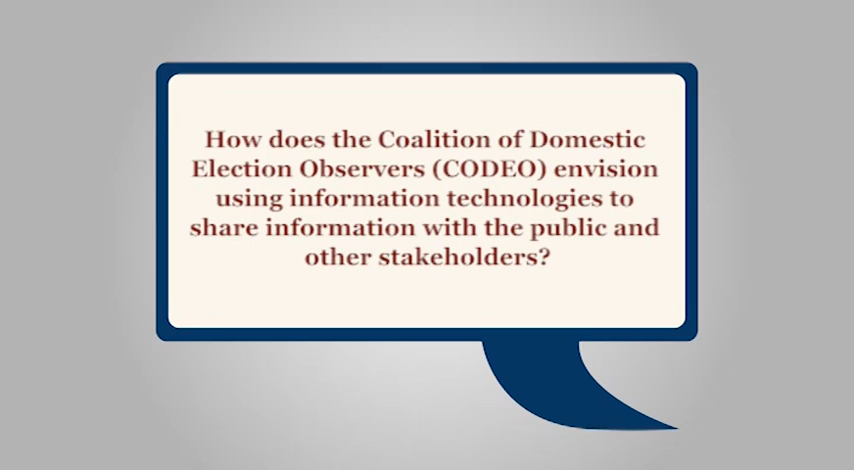 How does the Coalition of Domestic
Election Observers (CODEO) envision
using information technologies to
share information with the public and
other stakeholders?